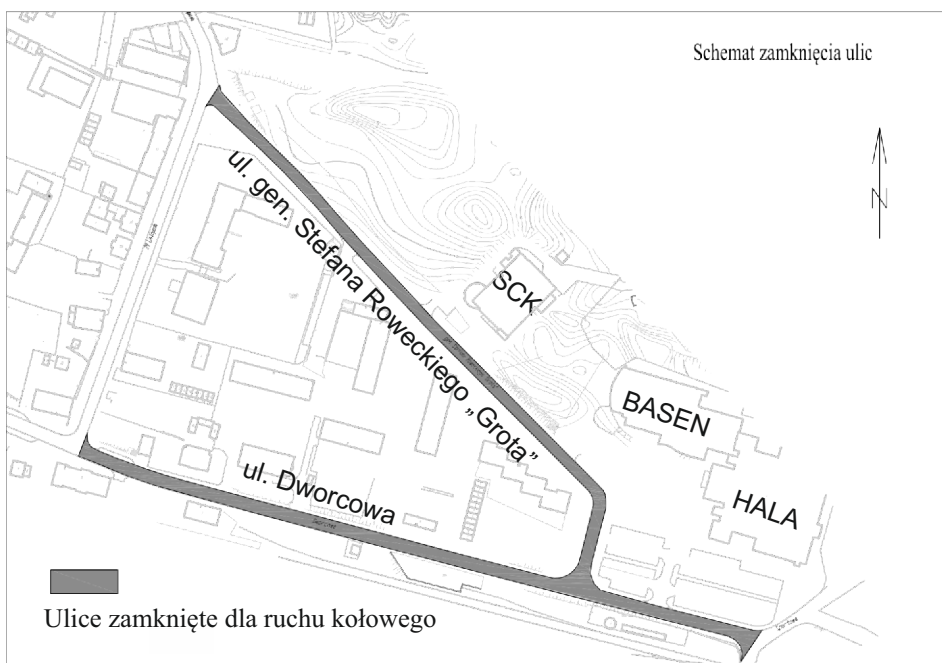 Schemat zamknięcia ulic
N
ul. gen. Stefana Roweckiego „Grota”
SCK
BASEN
HALA
ul. Dworcowa
Ulice zamknięte dla ruchu kołowego